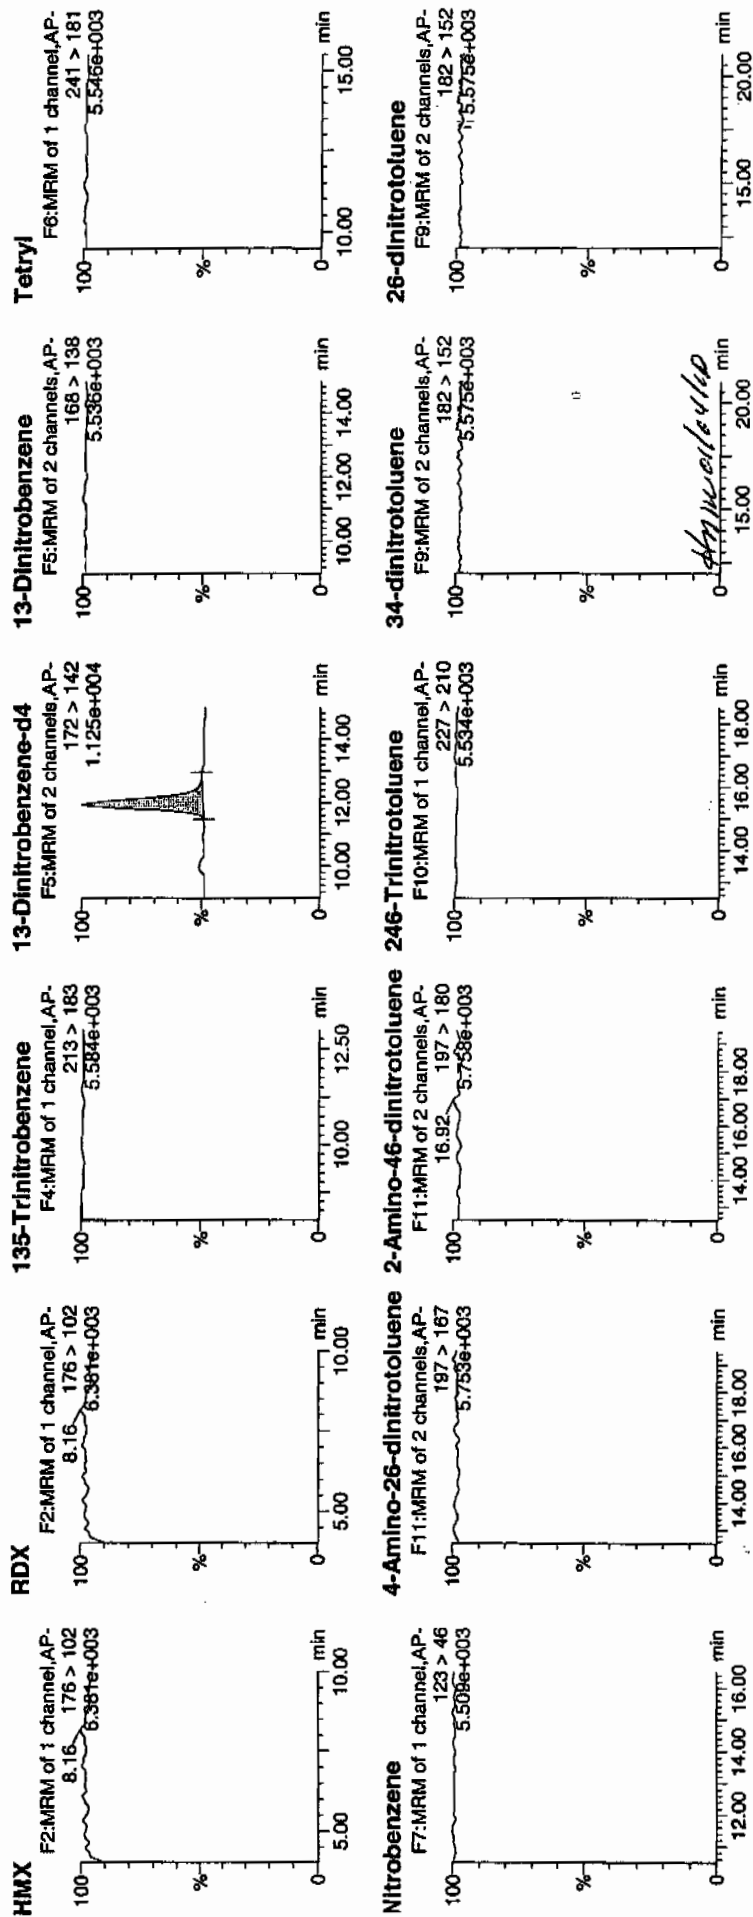 HMX
F2:MRM of 1 channel,AP-
176 > 102
6.381e+003
8.16
100
%
0
5.00
10.00
min
RDX
F2:MRM of 1 channel,AP-
176 > 102
6.381e+003
8.16
100
%
0
5.00
10.00
min
135-Trinitrobenzene
F4:MRM of 1 channel,AP-
213 > 183
5.584e+003
100
%
0
10.00
12.50
min
13-Dinitrobenzene-d4
F5:MRM of 2 channels,AP-
172 > 142
1.125e+004
100
%
0
10.00
12.00
14.00
min
13-Dinitrobenzene
F5:MRM of 2 channels,AP-
168 > 138
5.536e+003
100
%
0
10.00
12.00
14.00
min
Tetryl
F6:MRM of 1 channel,AP-
241 > 181
5.546e+003
100
%
0
10.00
15.00
min
Nitrobenzene
F7:MRM of 1 channel,AP-
123 > 46
5.509e+003
100
%
0
12.00
14.00
16.00
min
4-Amino-26-dinitrotoluene
F11:MRM of 2 channels,AP-
197 > 167
5.753e+003
100
%
0
14.00
16.00
18.00
min
2-Amino-46-dinitrotoluene
F11:MRM of 2 channels,AP-
197 > 180
5.758e+003
16.92
100
%
0
14.00
16.00
18.00
min
246-Trinitrotoluene
F10:MRM of 1 channel,AP-
227 > 210
5.534e+003
100
%
0
14.00
16.00
18.00
min
34-dinitrotoluene
F9:MRM of 2 channels,AP-
182 > 152
5.575e+003
100
%
0
15.00
20.00
min
26-dinitrotoluene
F9:MRM of 2 channels,AP-
182 > 152
5.575e+003
100
%
0
15.00
20.00
min